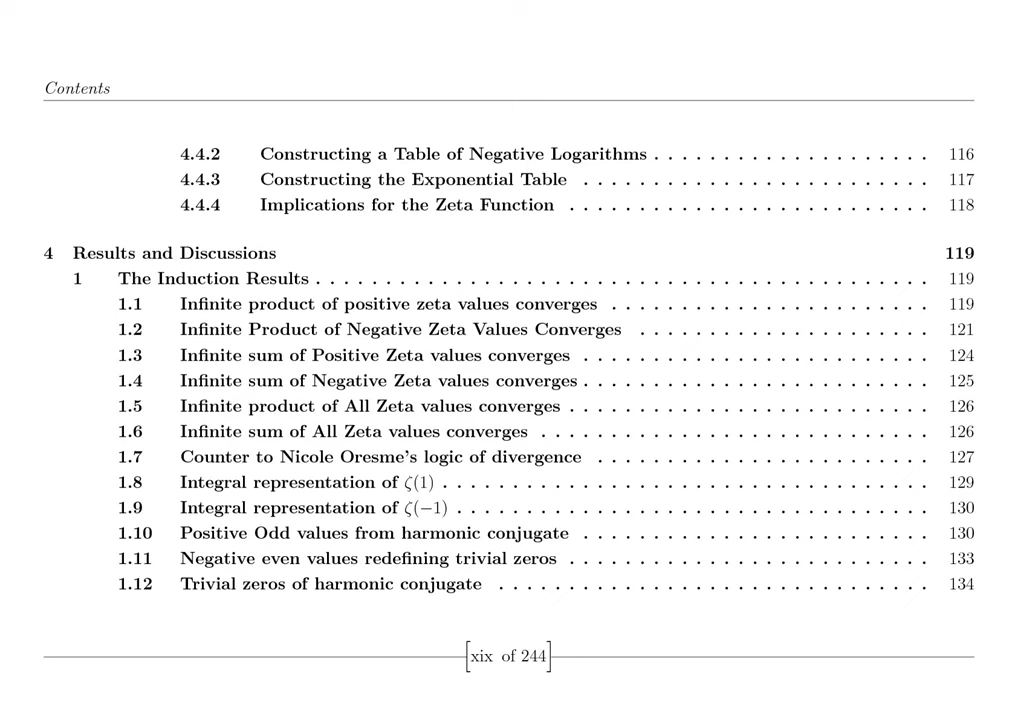 Contents
4.4.2 Constructing a Table of Negative Logarithms . . . . . . . . . . . . . . . . . . . . 116
4.4.3 Constructing the Exponential Table . . . . . . . . . . . . . . . . . . . . . . . . . 117
4.4.4 Implications for the Zeta Function . . . . . . . . . . . . . . . . . . . . . . . . . . 118
4 Results and Discussions 119
1 The Induction Results . . . . . . . . . . . . . . . . . . . . . . . . . . . . . . . . . . . . . . . . . . . . 119
1.1 Infinite product of positive zeta values converges . . . . . . . . . . . . . . . . . . . . . . . 119
1.2 Infinite Product of Negative Zeta Values Converges . . . . . . . . . . . . . . . . . . . . . 121
1.3 Infinite sum of Positive Zeta values converges . . . . . . . . . . . . . . . . . . . . . . . . . 124
1.4 Infinite sum of Negative Zeta values converges . . . . . . . . . . . . . . . . . . . . . . . . . 125
1.5 Infinite product of All Zeta values converges . . . . . . . . . . . . . . . . . . . . . . . . . . 126
1.6 Infinite sum of All Zeta values converges . . . . . . . . . . . . . . . . . . . . . . . . . . . . 126
1.7 Counter to Nicole Oresme's logic of divergence . . . . . . . . . . . . . . . . . . . . . . . . 127
1.8 Integral representation of ζ(1) . . . . . . . . . . . . . . . . . . . . . . . . . . . . . . . . . . . 129
1.9 Integral representation of ζ(−1) . . . . . . . . . . . . . . . . . . . . . . . . . . . . . . . . . . 130
1.10 Positive Odd values from harmonic conjugate . . . . . . . . . . . . . . . . . . . . . . . . . 130
1.11 Negative even values redefining trivial zeros . . . . . . . . . . . . . . . . . . . . . . . . . . 133
1.12 Trivial zeros of harmonic conjugate . . . . . . . . . . . . . . . . . . . . . . . . . . . . . . . 134
[xix of 244]